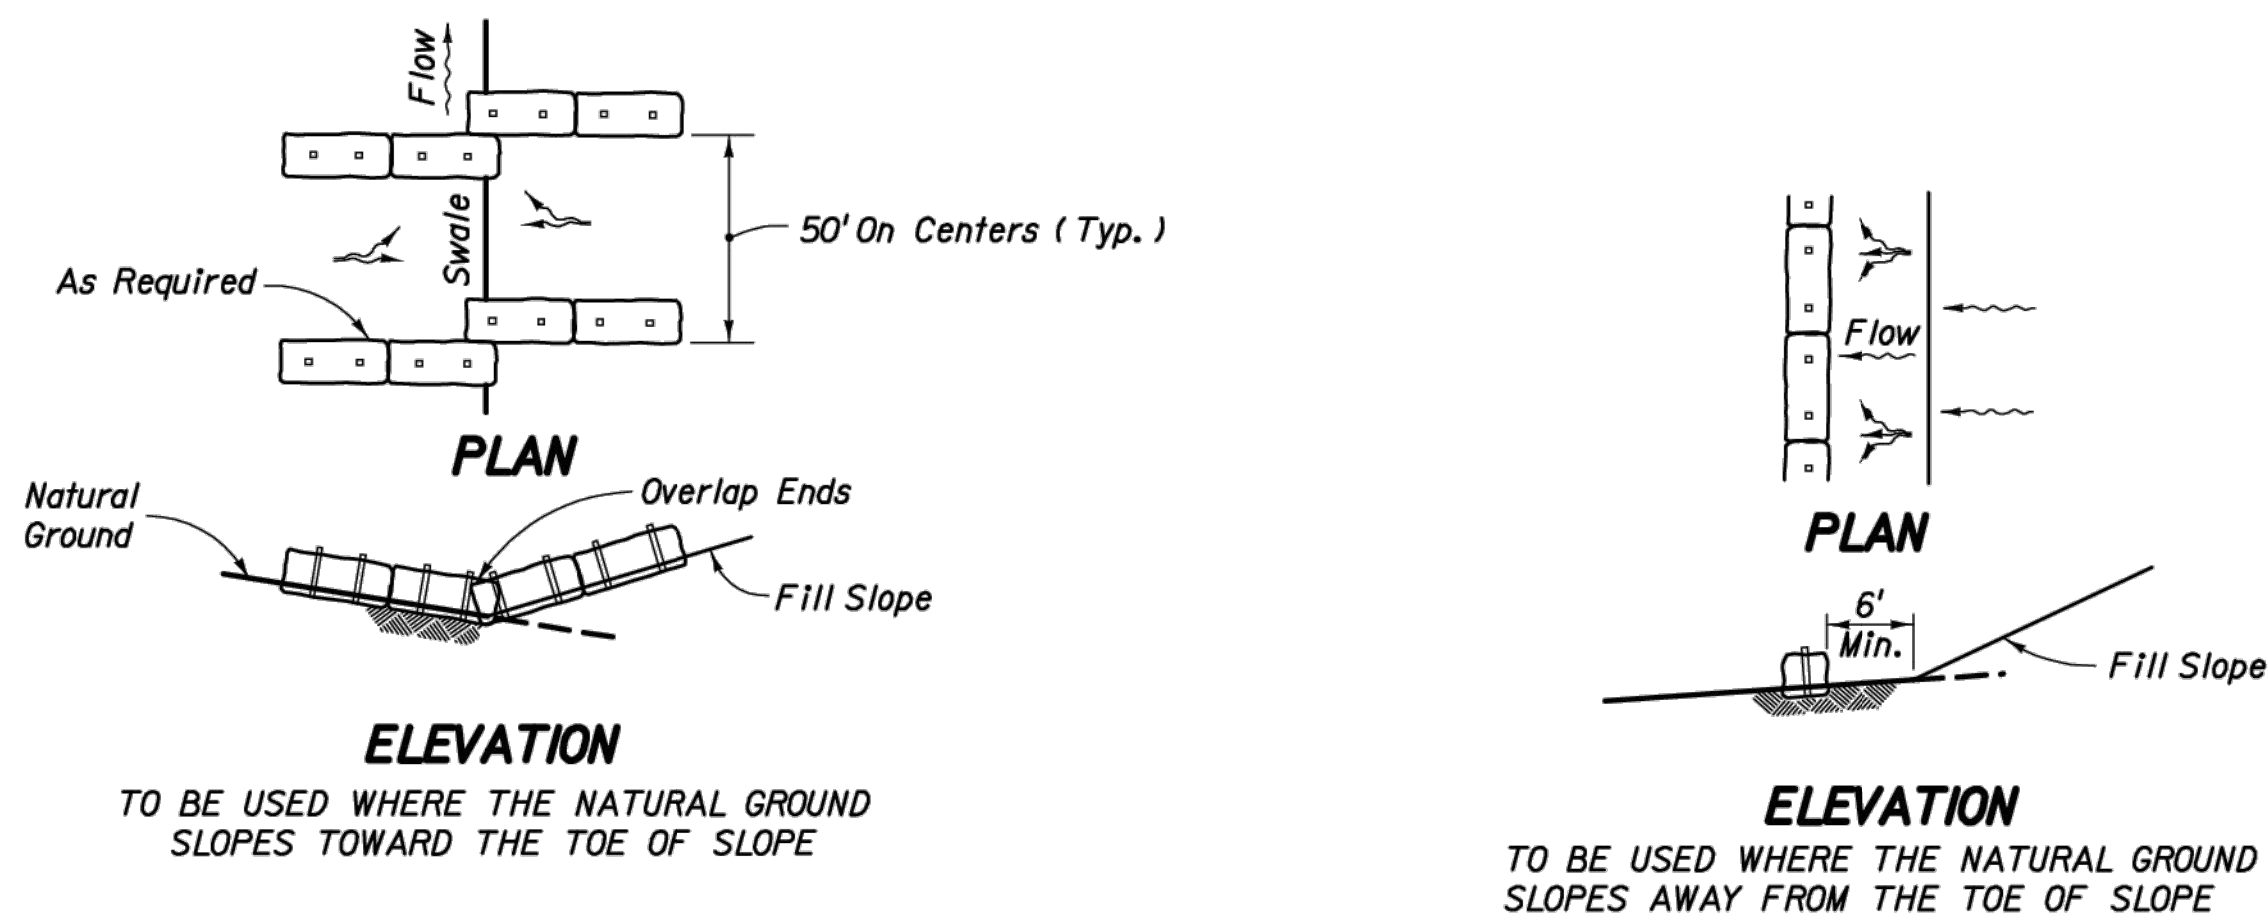 Flow
Swale
50' On Centers (Typ.)
As Required
PLAN
Natural
Ground
Overlap Ends
Fill Slope
ELEVATION
TO BE USED WHERE THE NATURAL GROUND
SLOPES TOWARD THE TOE OF SLOPE
Flow
PLAN
6'
Min.
Fill Slope
ELEVATION
TO BE USED WHERE THE NATURAL GROUND
SLOPES AWAY FROM THE TOE OF SLOPE